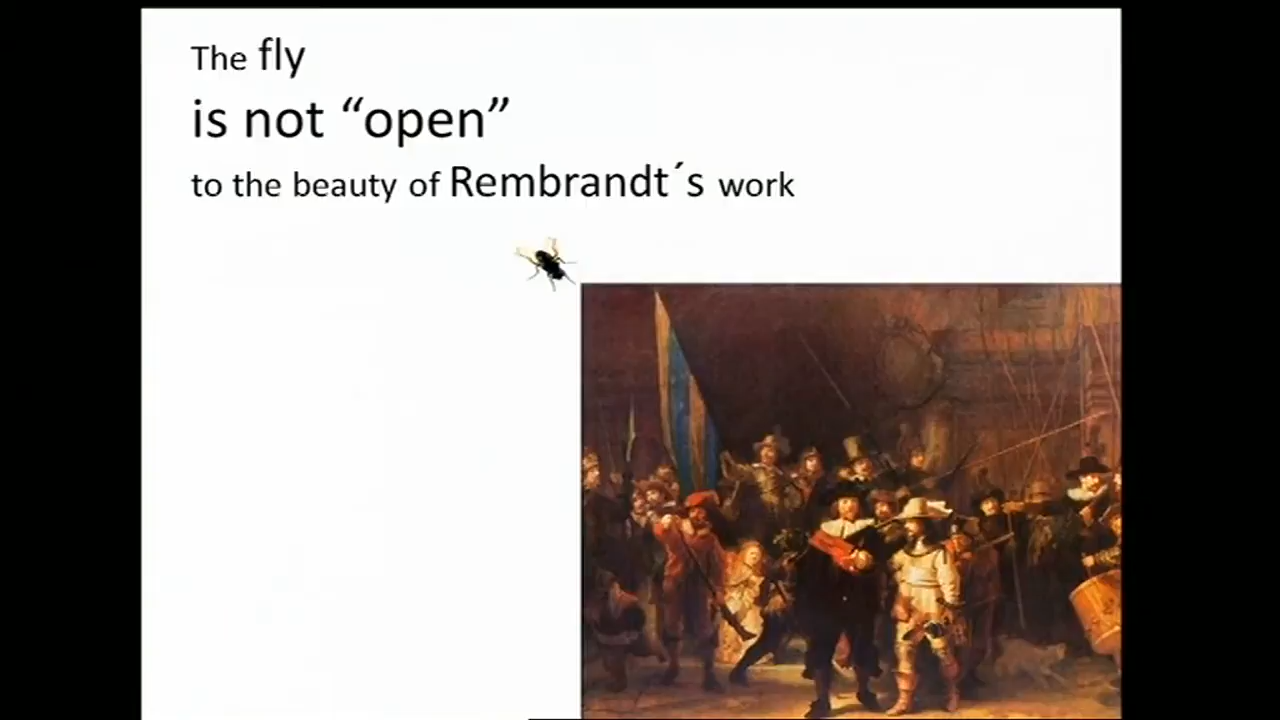 The fly
is not “open”
to the beauty of Rembrandt´s work